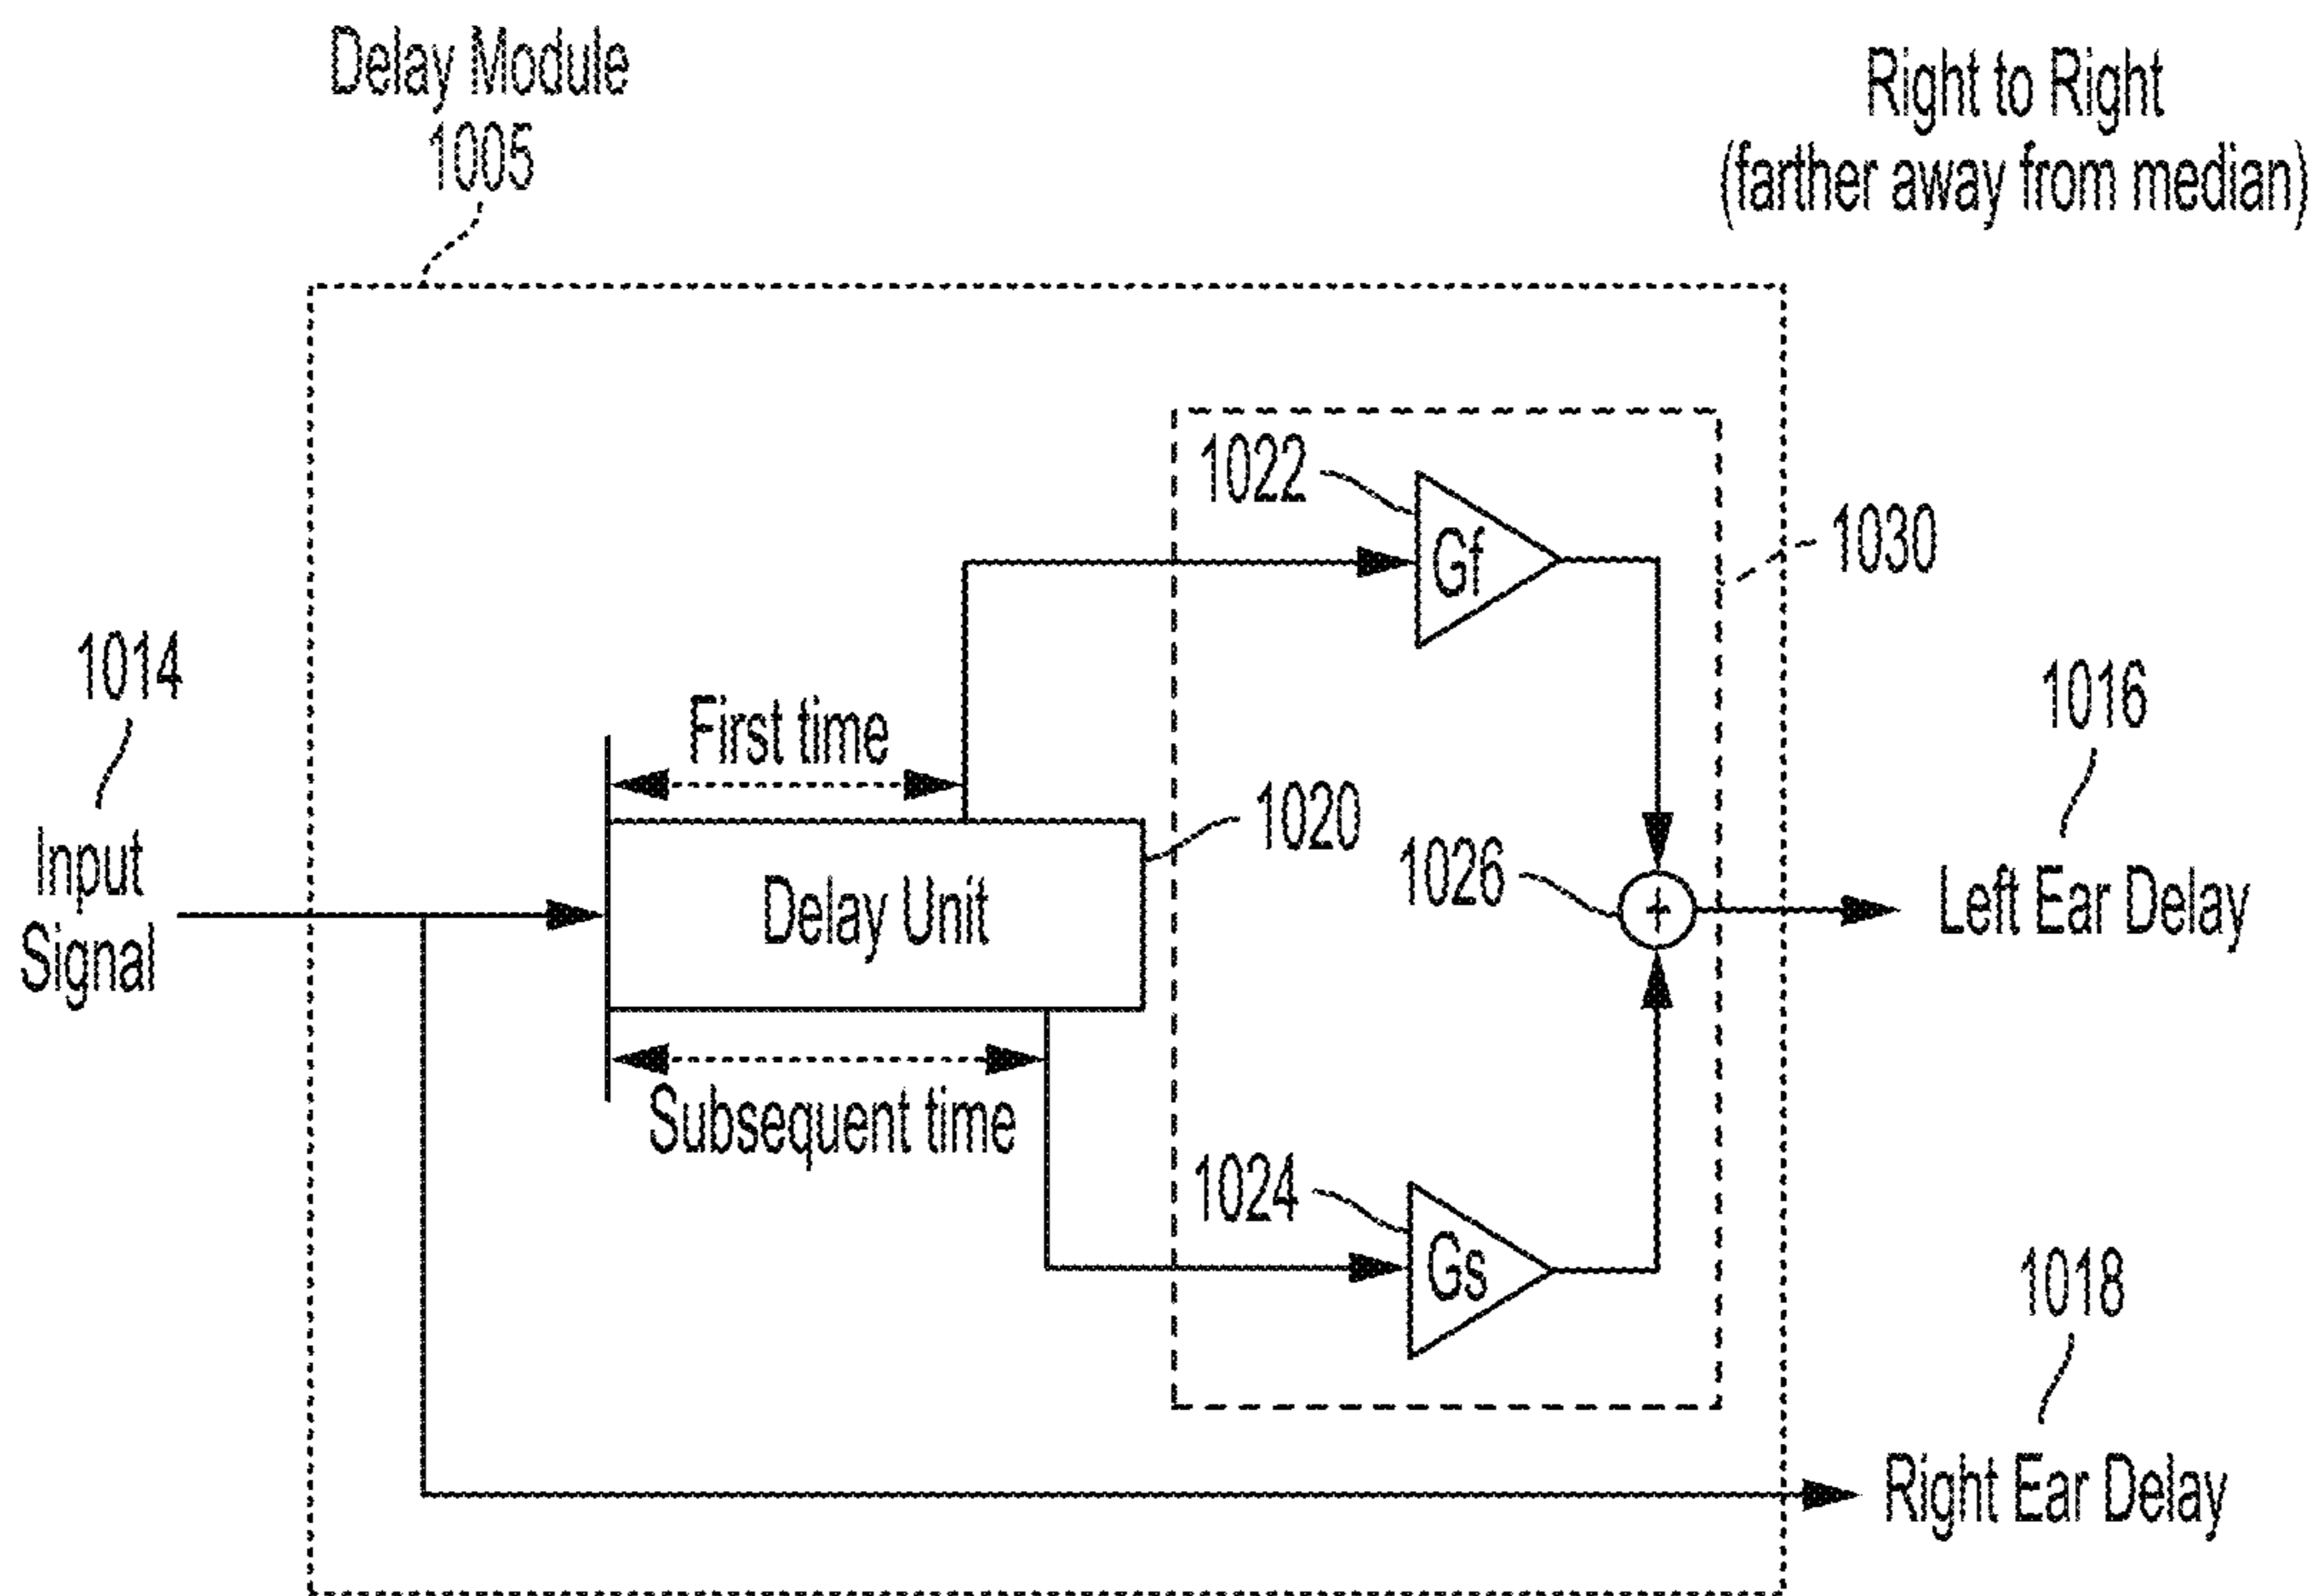 Delay Module
1005
Right to Right
(farther away from median)
1022
Gf
1030
1014
Input
Signal
First time
1020
Delay Unit
1026
+
1016
Left Ear Delay
Subsequent time
1024
Gs
1018
Right Ear Delay